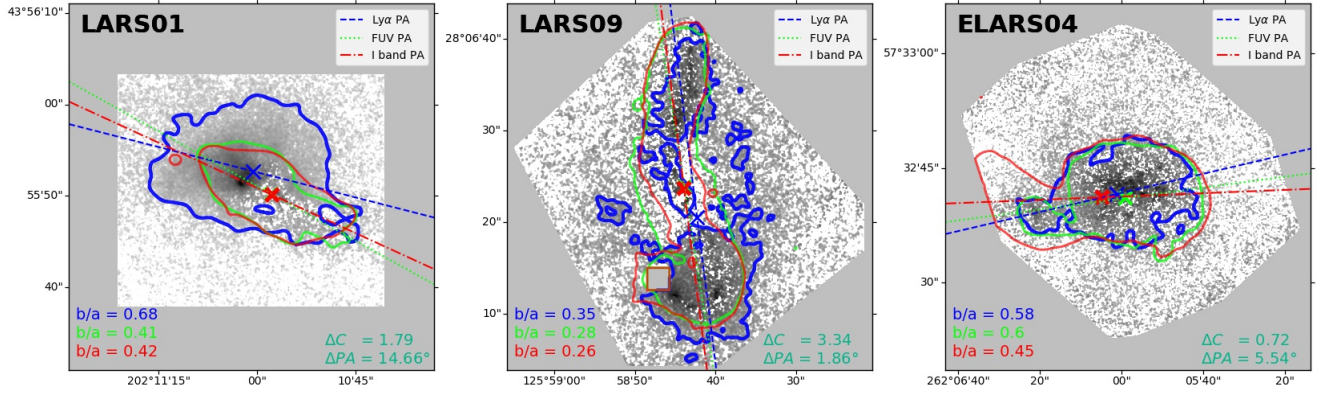 LARS01
Lyα PA
FUV PA
I band PA
43°56'10"
00"
55'50"
40"
b/a = 0.68
b/a = 0.41
b/a = 0.42
ΔC = 1.79
ΔPA = 14.66°
202°11'15"
00"
10'45"
LARS09
Lyα PA
FUV PA
I band PA
28°06'40"
30"
20"
10"
b/a = 0.35
b/a = 0.28
b/a = 0.26
ΔC = 3.34
ΔPA = 1.86°
125°59'00"
58'50"
40"
30"
ELARS04
Lyα PA
FUV PA
I band PA
57°33'00"
32'45"
30"
b/a = 0.58
b/a = 0.6
b/a = 0.45
ΔC = 0.72
ΔPA = 5.54°
262°06'40"
20"
00"
05'40"
20"